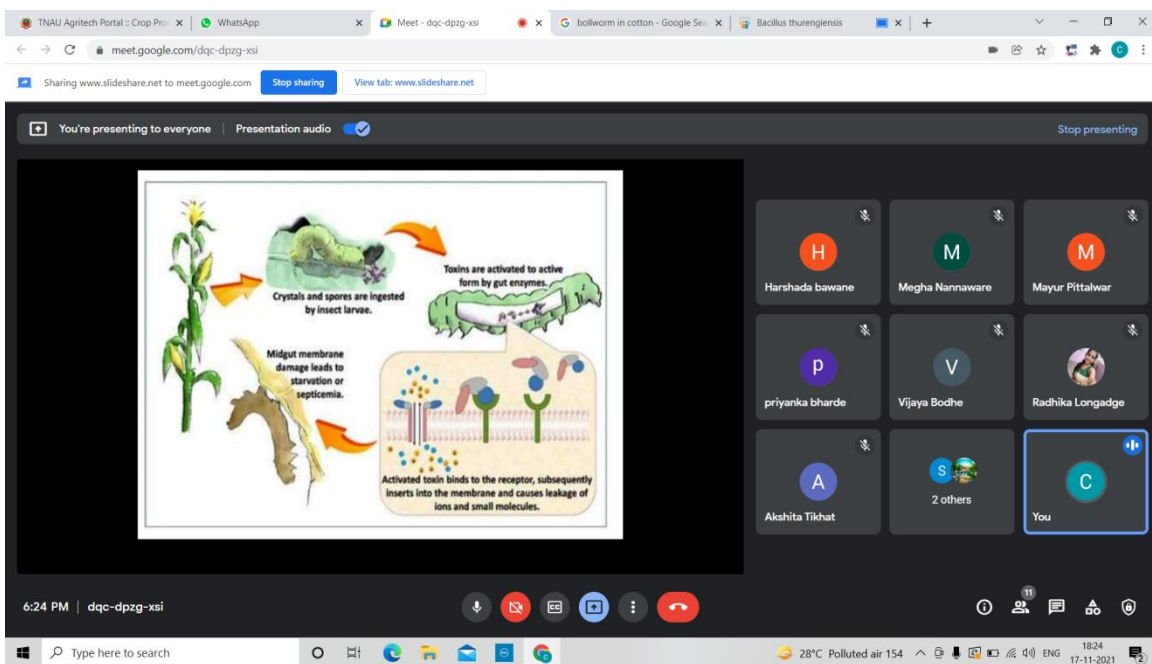 TNAU Agritech Portal :: Crop Pro
WhatsApp
Meet - dqc-dpzg-xsi
bollworm in cotton - Google Sea
Bacillus thurengiensis
meet.google.com/dqc-dpzg-xsi
C
Sharing www.slideshare.net to meet.google.com
Stop sharing
View tab: www.slideshare.net
You're presenting to everyone
Presentation audio
Stop presenting
Crystals and spores are ingested
by insect larvae.
Toxins are activated to active
form by gut enzymes.
Activated toxin binds to the receptor, subsequently
inserts into the membrane and causes leakage of
ions and small molecules.
Midgut membrane
damage leads to
starvation or
septicemia.
H
Harshada bawane
M
Megha Nannaware
M
Mayur Pittalwar
p
priyanka bharde
V
Vijaya Bodhe
Radhika Longadge
A
Akshita Tikhat
S
2 others
C
You
6:24 PM | dqc-dpzg-xsi
CC
11
Type here to search
28°C Polluted air 154
ENG
18:24
17-11-2021
2